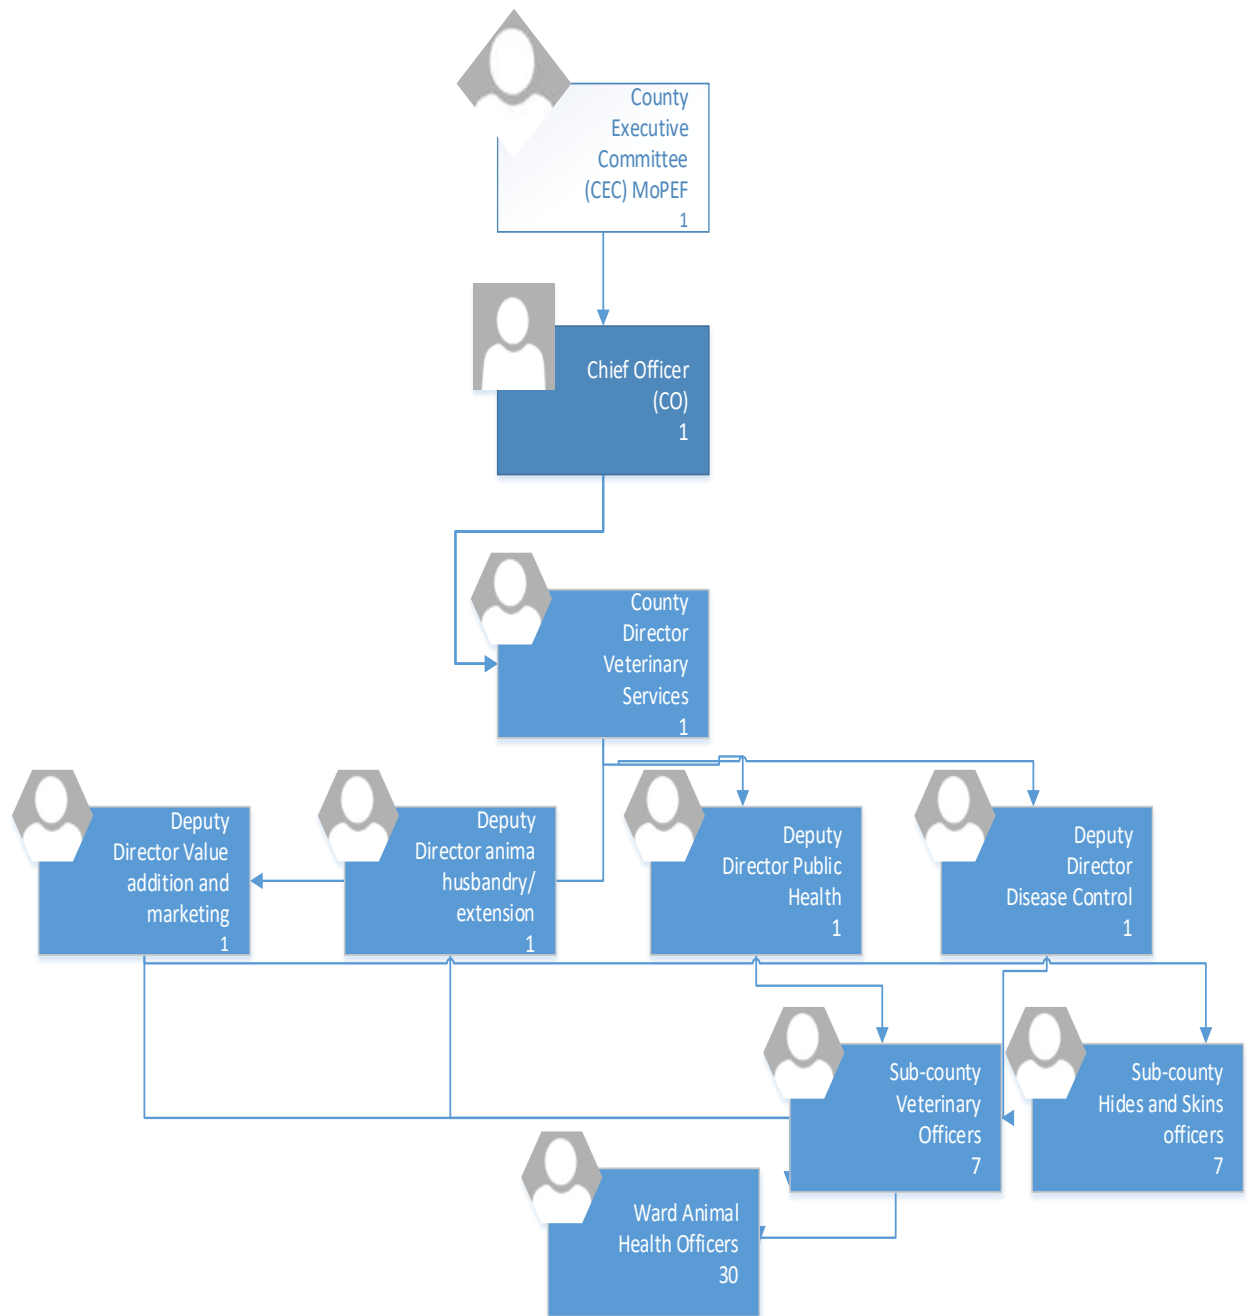 County
Executive
Committee
(CEC) MoPEF
1
Chief Officer
(CO)
1
County
Director
Veterinary
Services
1
Deputy
Director Value
addition and
marketing
1
Deputy
Director anima
husbandry/
extension
1
Deputy
Director Public
Health
1
Deputy
Director
Disease Control
1
Sub-county
Veterinary
Officers
7
Sub-county
Hides and Skins
officers
7
Ward Animal
Health Officers
30